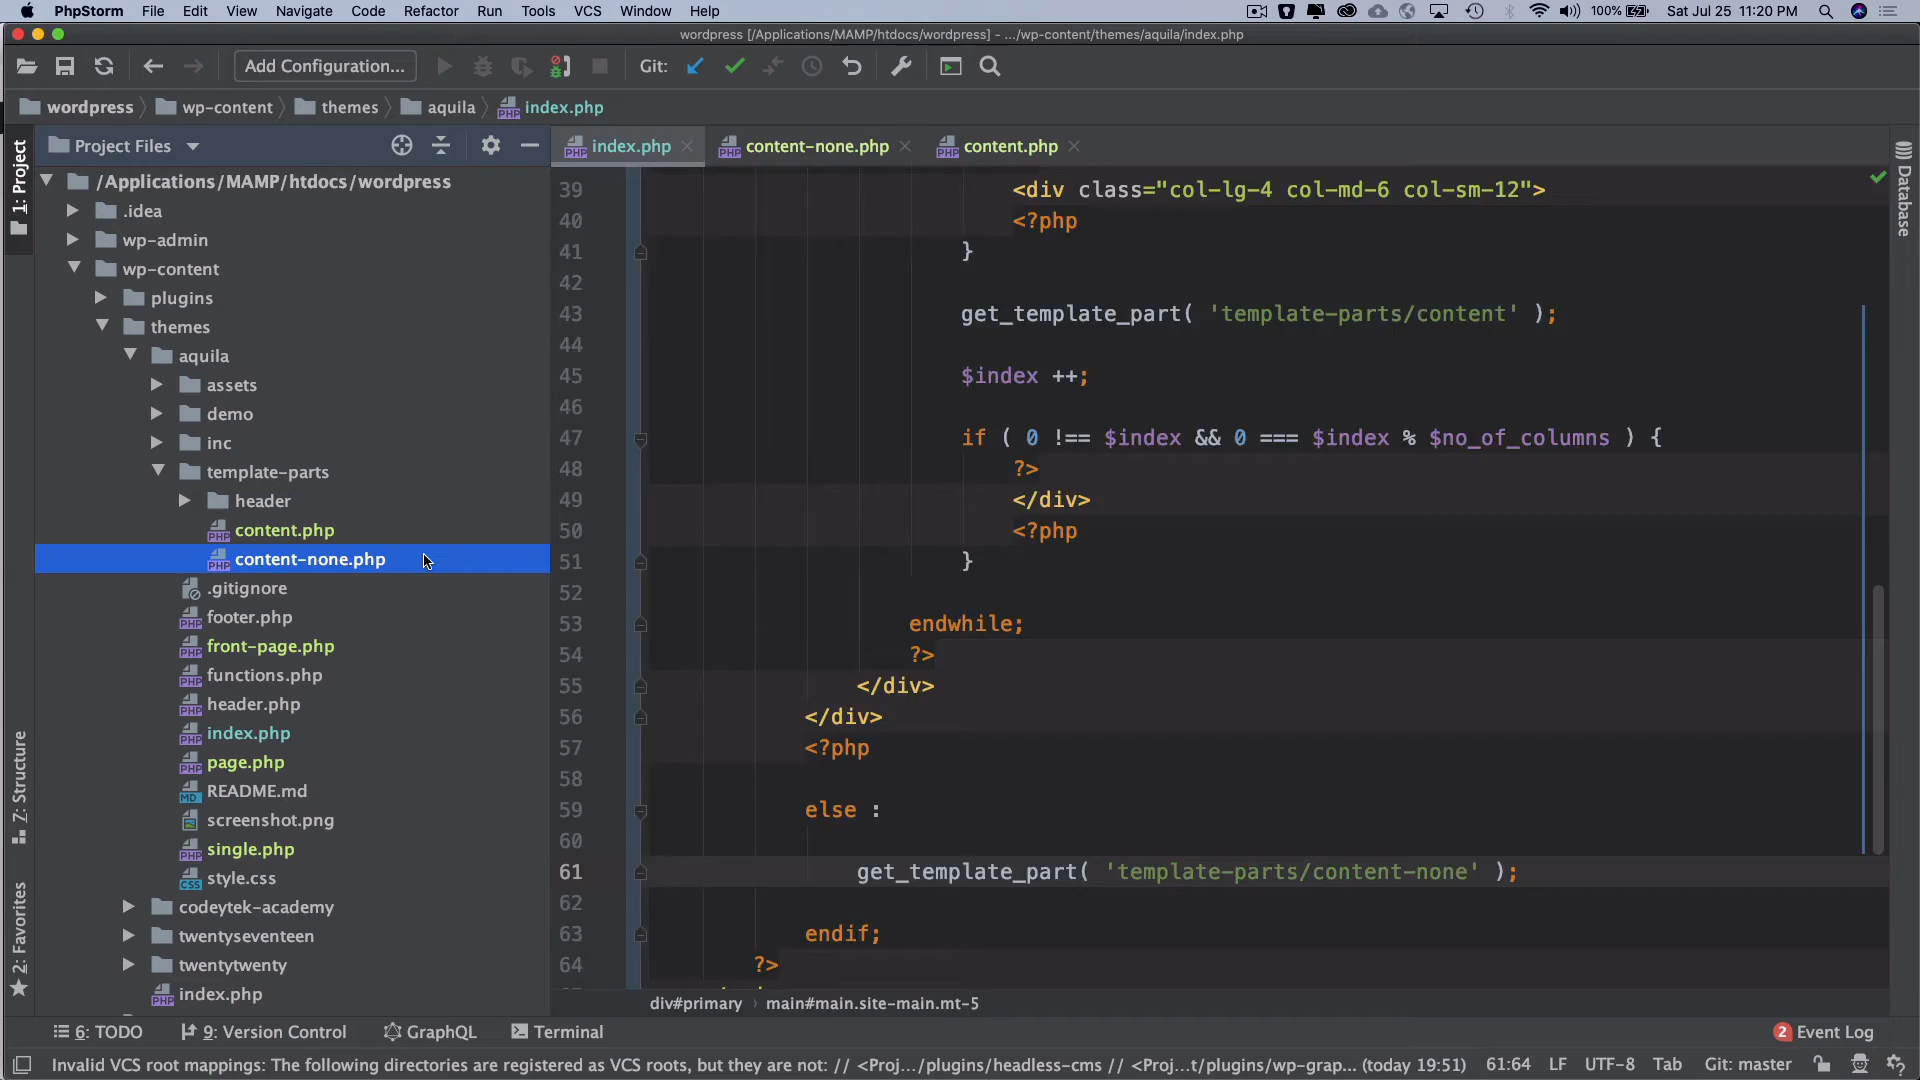 PhpStorm File Edit View Navigate Code Refactor Run Tools VCS Window Help 100% Sat Jul 25 11:20 PM
wordpress [/Applications/MAMP/htdocs/wordpress] - .../wp-content/themes/aquila/index.php
Add Configuration... Git:
wordpress wp-content themes aquila index.php
1: Project
Project Files
/Applications/MAMP/htdocs/wordpress
.idea
wp-admin
wp-content
plugins
themes
aquila
assets
demo
inc
template-parts
header
content.php
content-none.php
.gitignore
footer.php
front-page.php
functions.php
header.php
index.php
page.php
README.md
screenshot.png
single.php
style.css
codeytek-academy
twentyseventeen
twentytwenty
index.php
Z: Structure
2: Favorites
index.php content-none.php content.php
39 <div class="col-lg-4 col-md-6 col-sm-12">
40 <?php
41 }
42
43 get_template_part( 'template-parts/content' );
44
45 $index ++;
46
47 if ( 0 !== $index && 0 === $index % $no_of_columns ) {
48 ?>
49 </div>
50 <?php
51 }
52
53 endwhile;
54 ?>
55 </div>
56 </div>
57 <?php
58
59 else :
60
61 get_template_part( 'template-parts/content-none' );
62
63 endif;
64 ?>
Database
div#primary main#main.site-main.mt-5
6: TODO 9: Version Control GraphQL Terminal 2 Event Log
Invalid VCS root mappings: The following directories are registered as VCS roots, but they are not: // <Proj.../plugins/headless-cms // <Proj...t/plugins/wp-grap... (today 19:51) 61:64 LF UTF-8 Tab Git: master